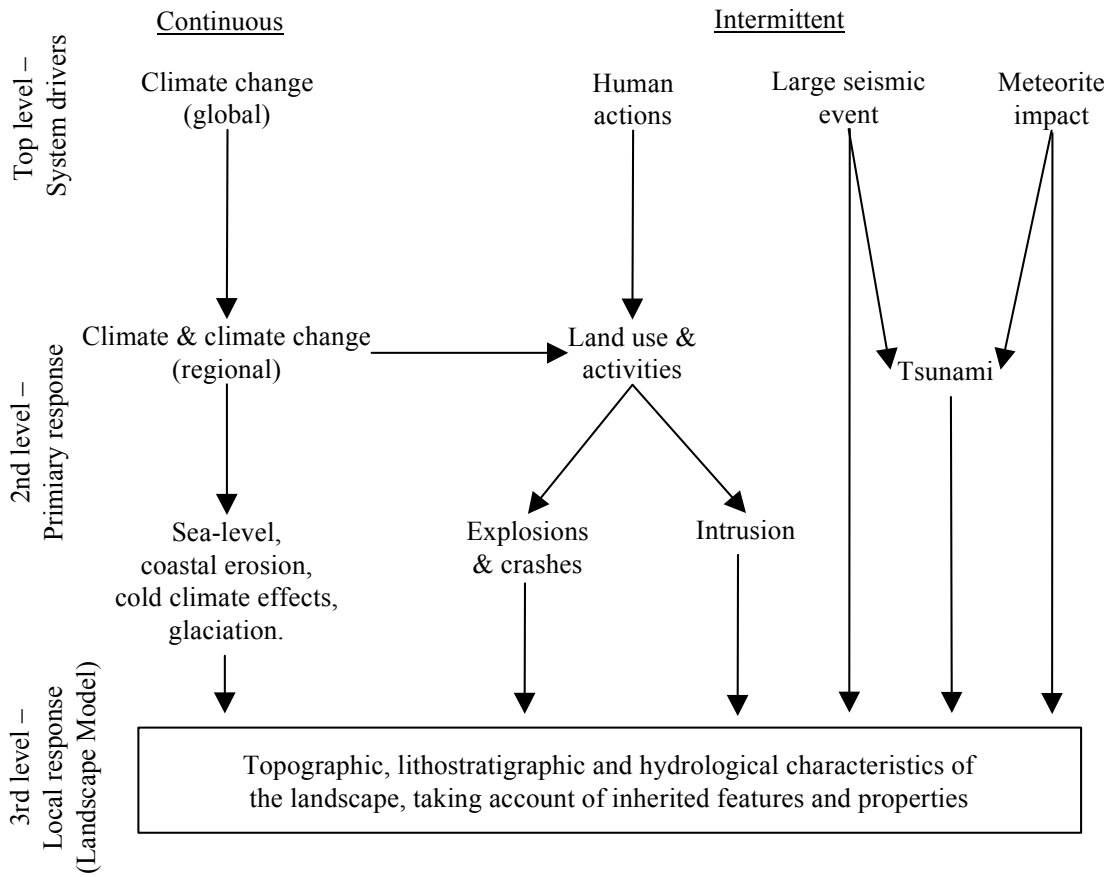 Continuous
Intermittent
Top level –
System drivers
Climate change
(global)
Human
actions
Large seismic
event
Meteorite
impact
2nd level –
Primiary response
Climate & climate change
(regional)
Land use &
activities
Tsunami
Sea-level,
coastal erosion,
cold climate effects,
glaciation.
Explosions
& crashes
Intrusion
3rd level –
Local response
(Landscape Model)
Topographic, lithostratigraphic and hydrological characteristics of
the landscape, taking account of inherited features and properties